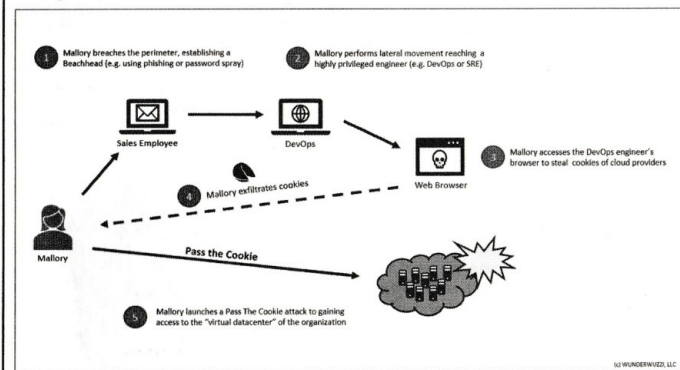 1
Mallory breaches the perimeter, establishing a
Beachhead (e.g. using phishing or password spray)
2
Mallory performs lateral movement reaching a
highly privileged engineer (e.g. DevOps or SRE)
Sales Employee
DevOps
Web Browser
3
Mallory accesses the DevOps engineer's
browser to steal cookies of cloud providers
4
Mallory exfiltrates cookies
Mallory
Pass the Cookie
5
Mallory launches a Pass The Cookie attack to gaining
access to the "virtual datacenter" of the organization
(c) WUNDERWUZZI, LLC